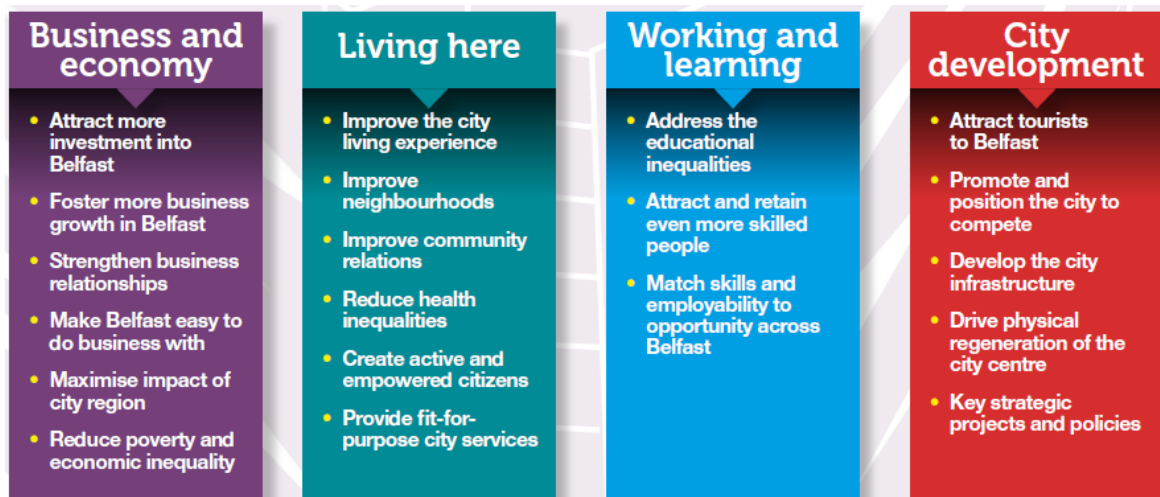 Business and
economy
• Attract more
investment into
Belfast
• Foster more business
growth in Belfast
• Strengthen business
relationships
• Make Belfast easy to
do business with
• Maximise impact of
city region
• Reduce poverty and
economic inequality
Living here
• Improve the city
living experience
• Improve
neighbourhoods
• Improve community
relations
• Reduce health
inequalities
• Create active and
empowered citizens
• Provide fit-for-
purpose city services
Working and
learning
• Address the
educational
inequalities
• Attract and retain
even more skilled
people
• Match skills and
employability to
opportunity across
Belfast
City
development
• Attract tourists
to Belfast
• Promote and
position the city to
compete
• Develop the city
infrastructure
• Drive physical
regeneration of the
city centre
• Key strategic
projects and policies